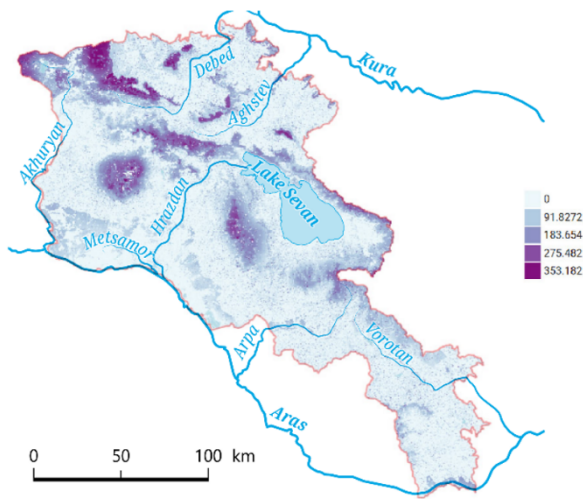 Kura
Debed
Aghstev
Akhuryan
Lake Sevan
Hrazdan
Metsamor
0
91.8272
183.654
275.482
353.182
Arpa
Vorotan
Aras
0 50 100 km